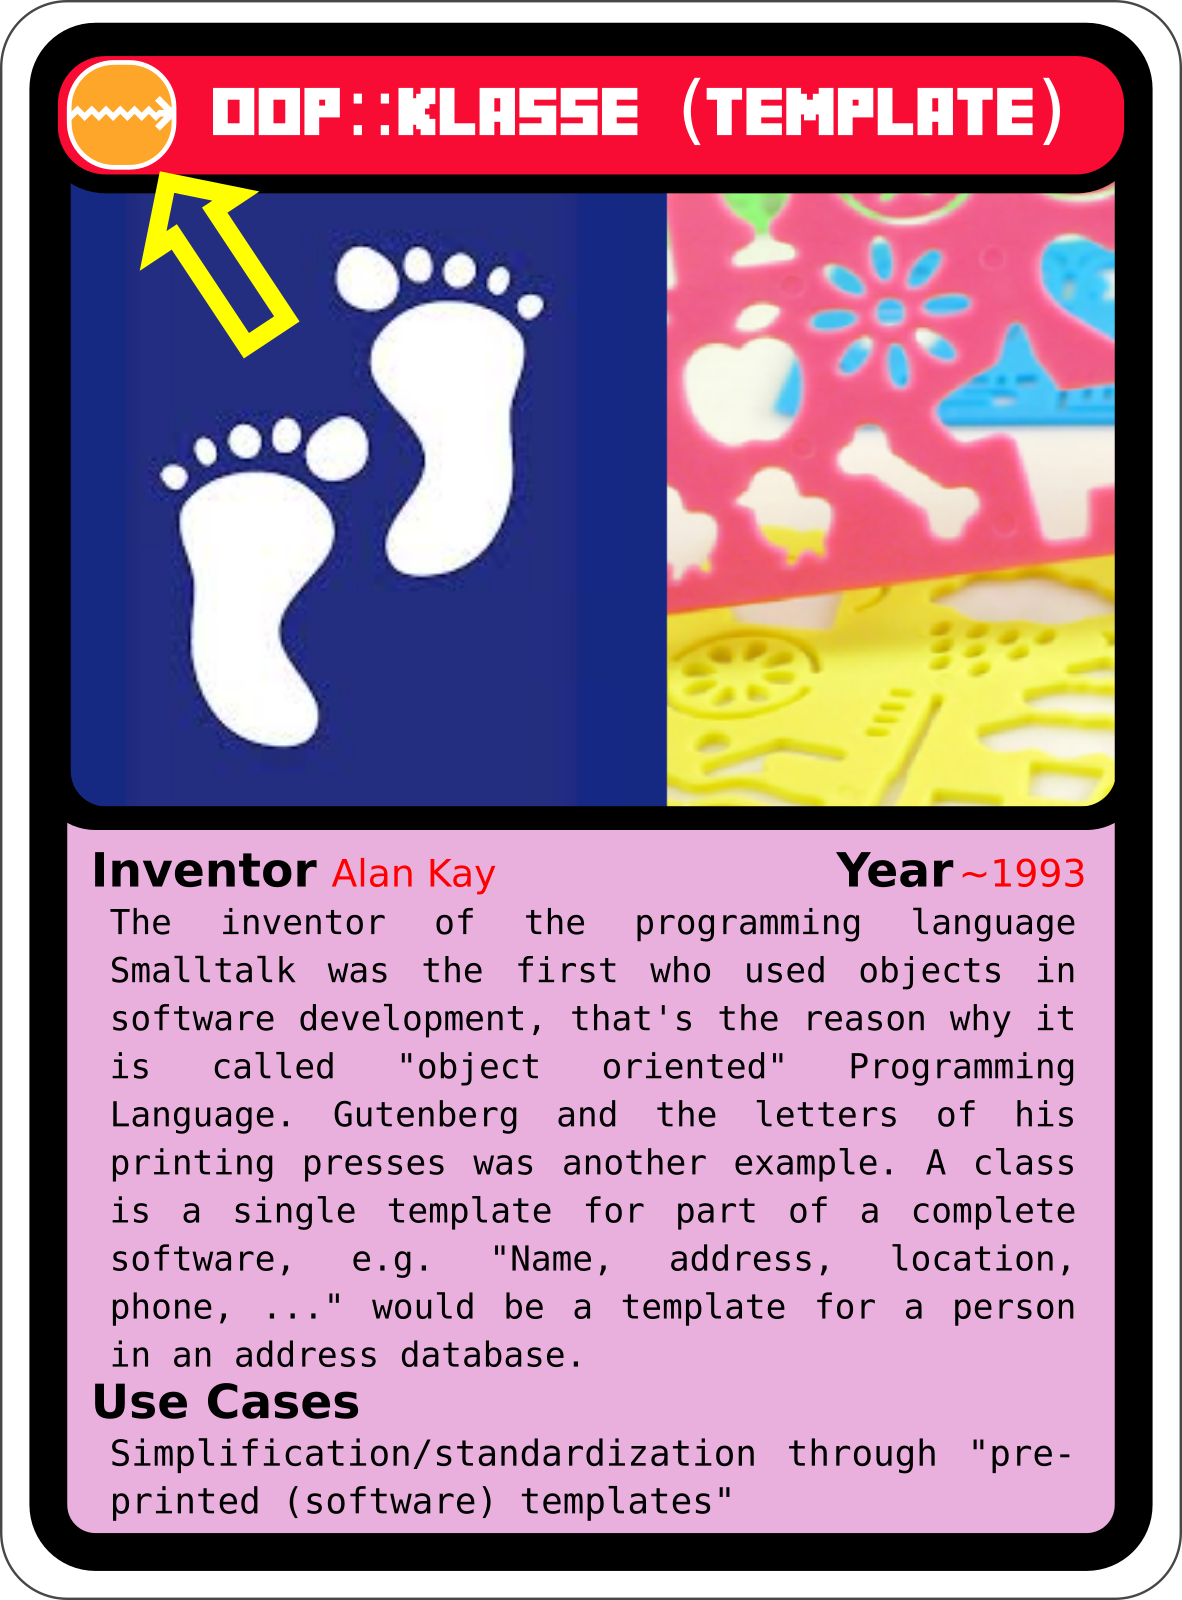 OOP::KLASSE (TEMPLATE)
Inventor Alan Kay Year ~1993
The inventor of the programming language
Smalltalk was the first who used objects in
software development, that's the reason why it
is called "object oriented" Programming
Language. Gutenberg and the letters of his
printing presses was another example. A class
is a single template for part of a complete
software, e.g. "Name, address, location,
phone, ..." would be a template for a person
in an address database.
Use Cases
Simplification/standardization through "pre-
printed (software) templates"